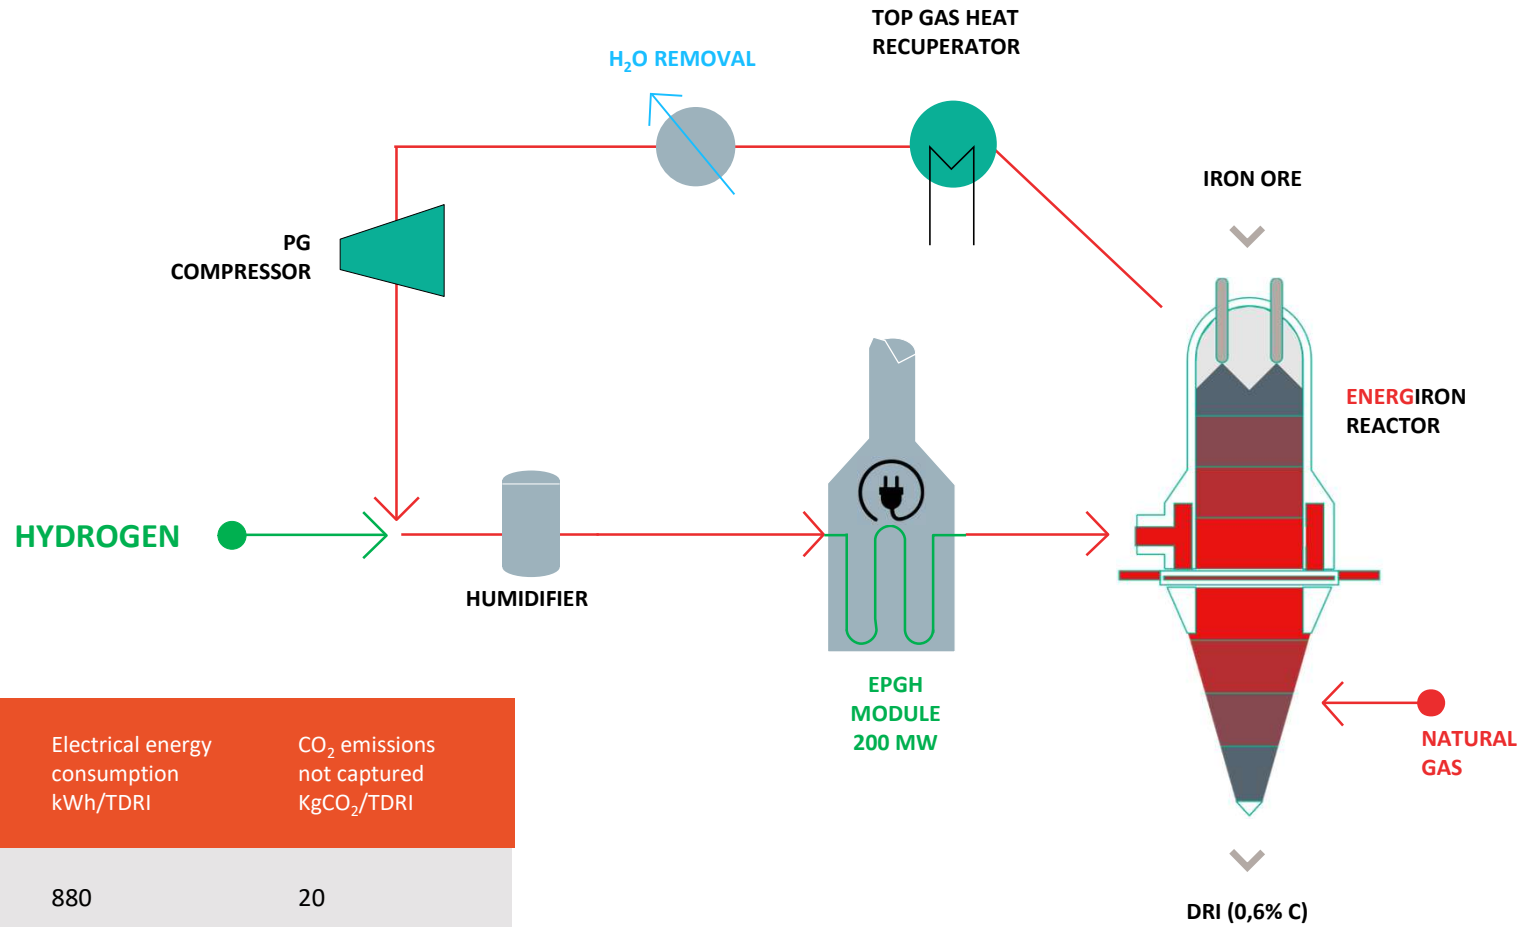 TOP GAS HEAT
RECUPERATOR
H₂O REMOVAL
IRON ORE
PG
COMPRESSOR
ENERGIRON
REACTOR
HYDROGEN
HUMIDIFIER
EPGH
MODULE
200 MW
NATURAL
GAS
Electrical energy
consumption
kWh/TDRI
CO₂ emissions
not captured
KgCO₂/TDRI
880
20
DRI (0,6% C)